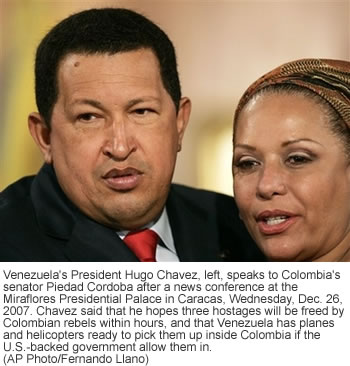 Venezuela's President Hugo Chavez, left, speaks to Colombia's
senator Piedad Cordoba after a news conference at the
Miraflores Presidential Palace in Caracas, Wednesday, Dec. 26,
2007. Chavez said that he hopes three hostages will be freed by
Colombian rebels within hours, and that Venezuela has planes
and helicopters ready to pick them up inside Colombia if the
U.S.-backed government allow them in.
(AP Photo/Fernando Llano)